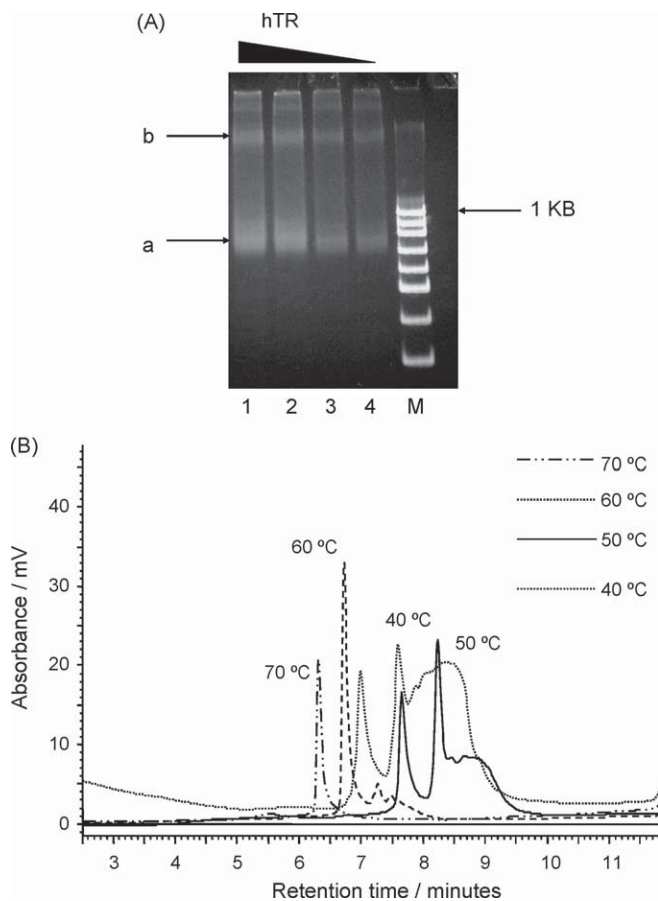 (A)
hTR
b
1 KB
a
1 2 3 4 M
(B)
70 ºC
60 ºC
50 ºC
40 ºC
40
30
20
10
0
Absorbance / mV
60 ºC
40 ºC
50 ºC
70 ºC
3 4 5 6 7 8 9 10 11
Retention time / minutes